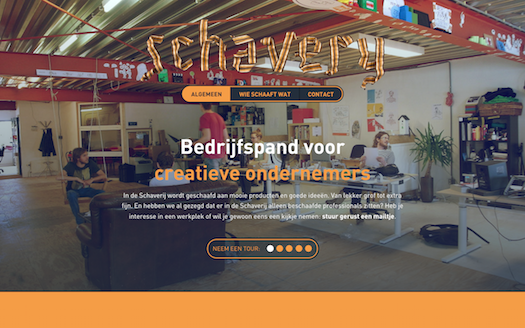 schaverij
ALGEMEEN WIE SCHAAFT WAT CONTACT
Bedrijfspand voor
creatieve ondernemers
In de Schaverij wordt geschaafd aan mooie producten en goede ideeën. Van lekker grof tot extra
fijn. En hebben we al gezegd dat er in de Schaverij alleen beschaafde professionals zitten? Heb je
interesse in een werkplek of wil je gewoon eens een kijkje nemen: stuur gerust een mailtje.
NEEM EEN TOUR: